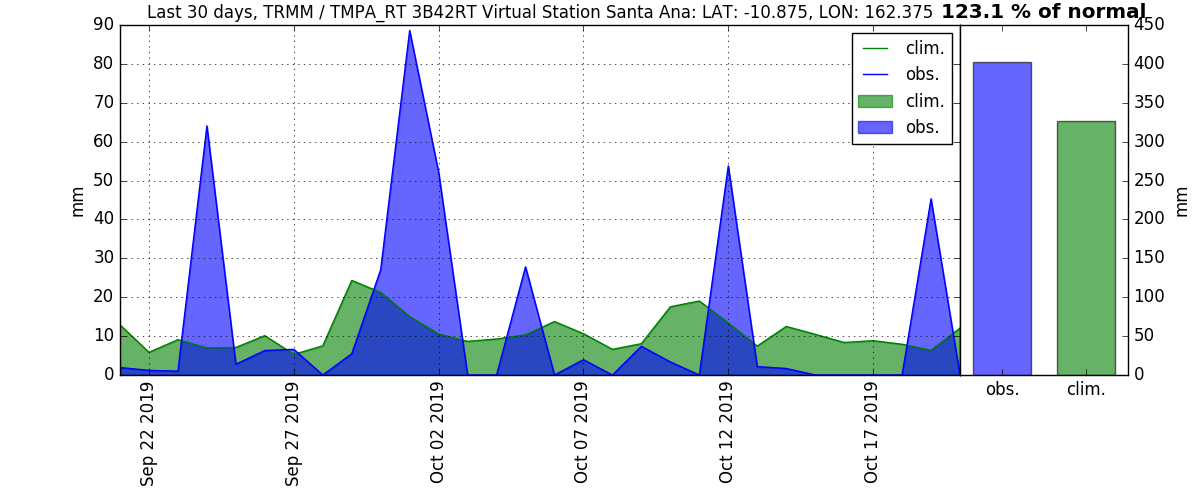 Last 30 days, TRMM / TMPA_RT 3B42RT Virtual Station Santa Ana: LAT: -10.875, LON: 162.375 123.1 % of normal
90
80
70
60
50
40
30
20
10
0
mm
clim.
obs.
clim.
obs.
Sep 22 2019
Sep 27 2019
Oct 02 2019
Oct 07 2019
Oct 12 2019
Oct 17 2019
450
400
350
300
250
200
150
100
50
0
mm
obs. clim.